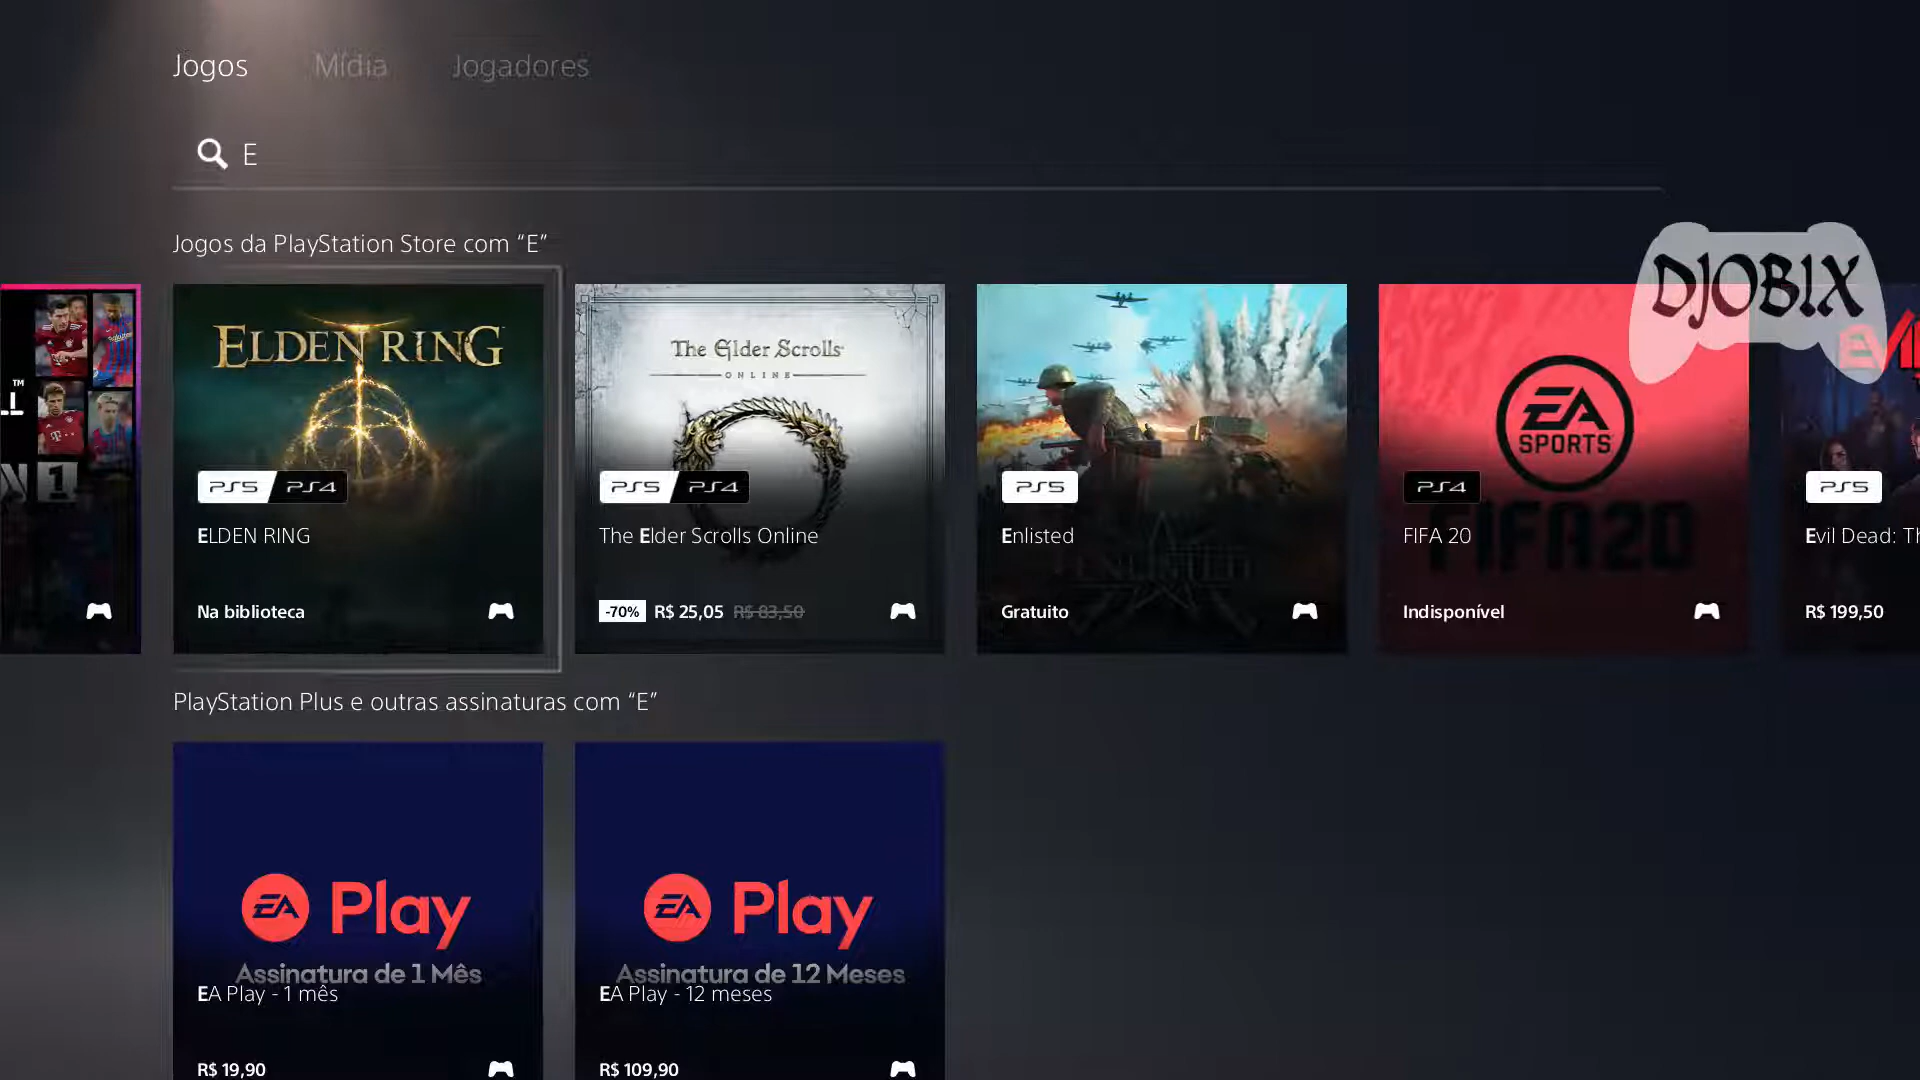 Jogos Mídia Jogadores
E
Jogos da PlayStation Store com “E”
DJOBIX
1
ELDEN RING
PS5 PS4
ELDEN RING
Na biblioteca
The Elder Scrolls
ONLINE
PS5 PS4
The Elder Scrolls Online
-70% R$ 25,05 R$ 83,50
PS5
Enlisted
ENLISTED
Gratuito
EA
SPORTS
PS4
FIFA 20
FIFA 20
Indisponível
PS5
Evil Dead: Th
R$ 199,50
PlayStation Plus e outras assinaturas com “E”
EA Play
Assinatura de 1 Mês
EA Play - 1 mês
R$ 19,90
EA Play
Assinatura de 12 Meses
EA Play - 12 meses
R$ 109,90